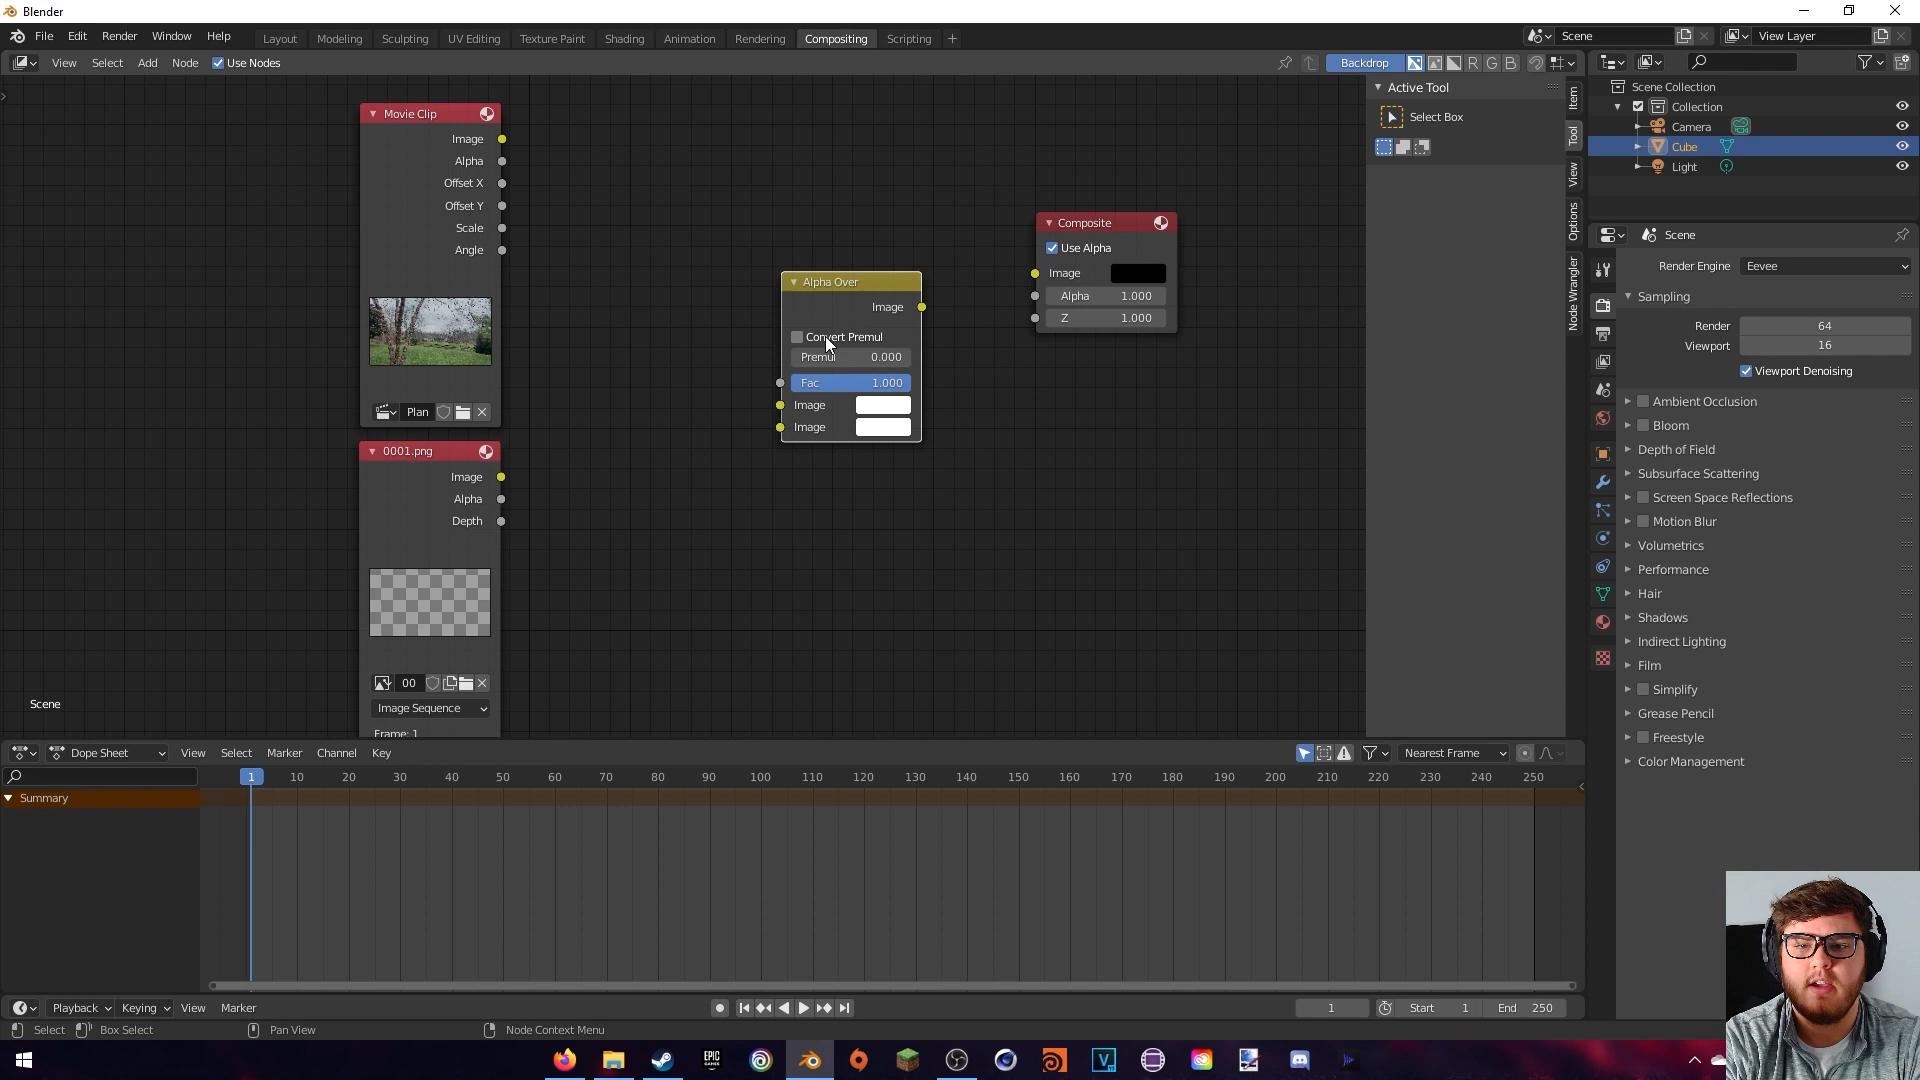 Blender
File Edit Render Window Help
Layout Modeling Sculpting UV Editing Texture Paint Shading Animation Rendering Compositing Scripting +
Scene
View Layer
View Select Add Node Use Nodes
Backdrop
R G B
Movie Clip
Image
Alpha
Offset X
Offset Y
Scale
Angle
Plan
0001.png
Image
Alpha
Depth
00
Image Sequence
Frame: 1
Alpha Over
Image
Convert Premul
Premul 0.000
Fac 1.000
Image
Image
Composite
Use Alpha
Image
Alpha 1.000
Z 1.000
Scene
Active Tool
Select Box
Item
Tool
View
Options
Node Wrangler
Scene Collection
Collection
Camera
Cube
Light
Scene
Render Engine Eevee
Sampling
Render 64
Viewport 16
Viewport Denoising
Ambient Occlusion
Bloom
Depth of Field
Subsurface Scattering
Screen Space Reflections
Motion Blur
Volumetrics
Performance
Hair
Shadows
Indirect Lighting
Film
Simplify
Grease Pencil
Freestyle
Color Management
Dope Sheet View Select Marker Channel Key
Nearest Frame
1 10 20 30 40 50 60 70 80 90 100 110 120 130 140 150 160 170 180 190 200 210 220 230 240 250
Summary
Playback Keying View Marker
1 Start 1 End 250
Select Box Select Pan View Node Context Menu
EPIC GAMES
V